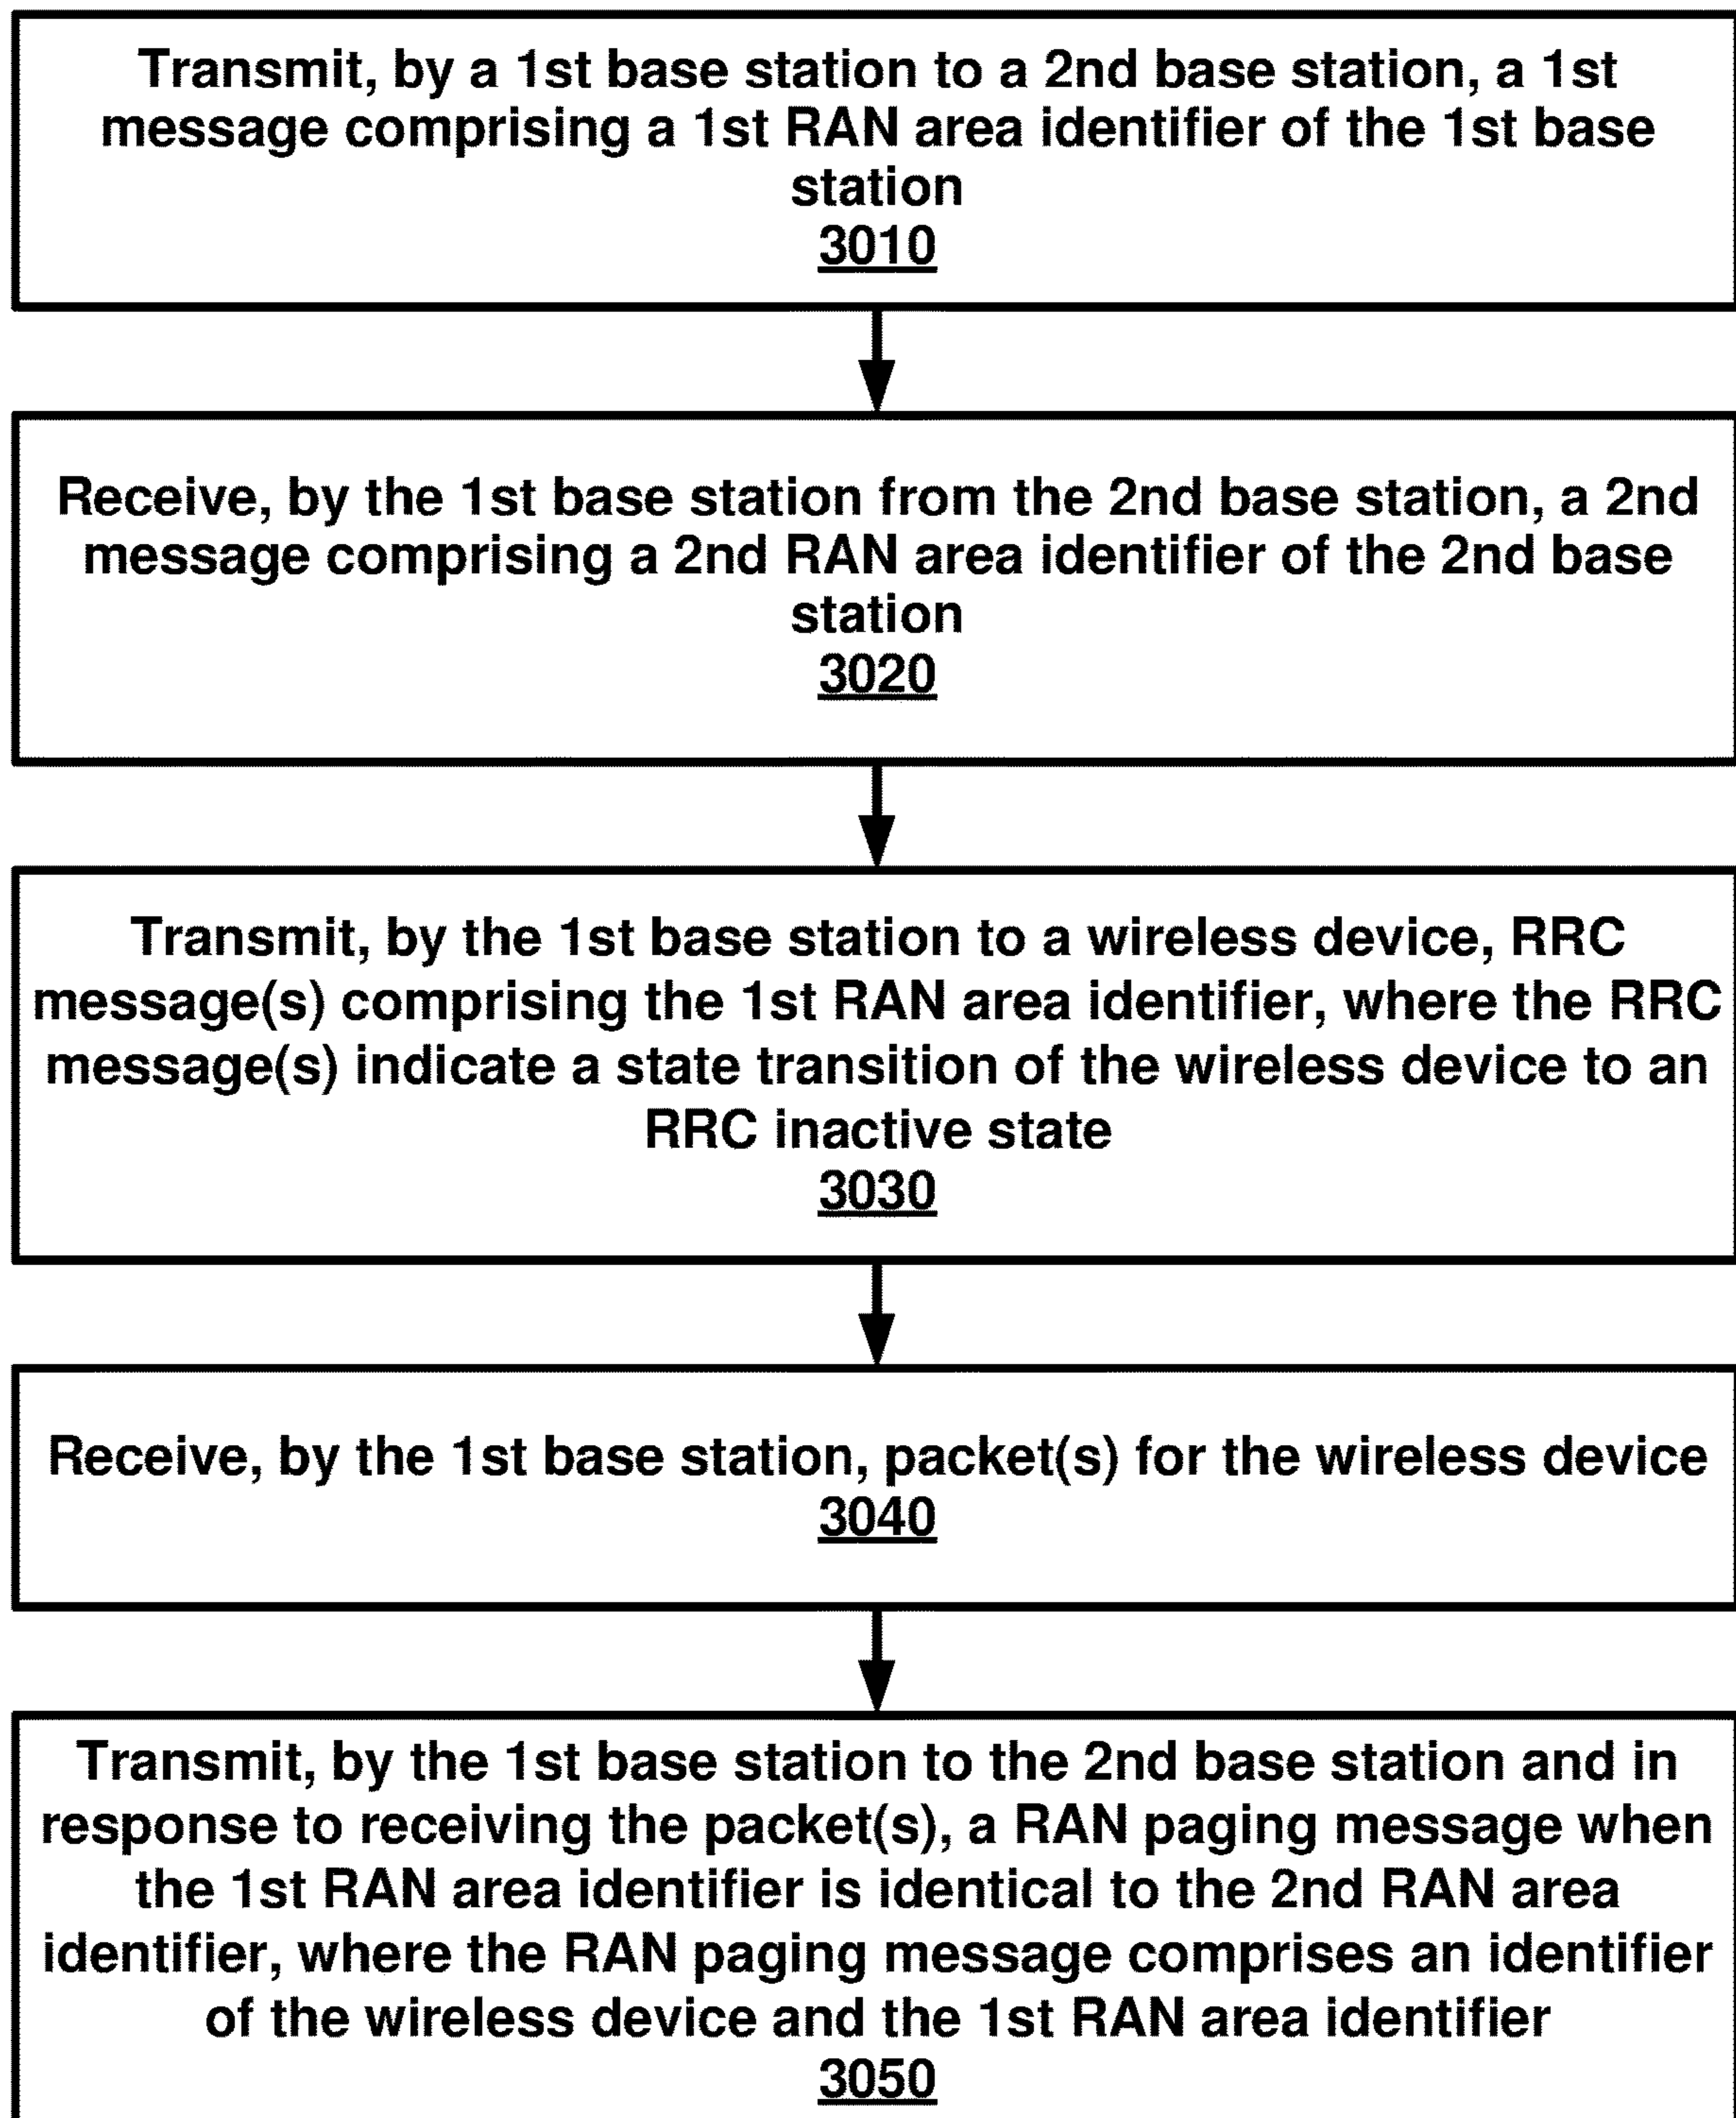 Transmit, by a 1st base station to a 2nd base station, a 1st
message comprising a 1st RAN area identifier of the 1st base
station
3010
Receive, by the 1st base station from the 2nd base station, a 2nd
message comprising a 2nd RAN area identifier of the 2nd base
station
3020
Transmit, by the 1st base station to a wireless device, RRC
message(s) comprising the 1st RAN area identifier, where the RRC
message(s) indicate a state transition of the wireless device to an
RRC inactive state
3030
Receive, by the 1st base station, packet(s) for the wireless device
3040
Transmit, by the 1st base station to the 2nd base station and in
response to receiving the packet(s), a RAN paging message when
the 1st RAN area identifier is identical to the 2nd RAN area
identifier, where the RAN paging message comprises an identifier
of the wireless device and the 1st RAN area identifier
3050